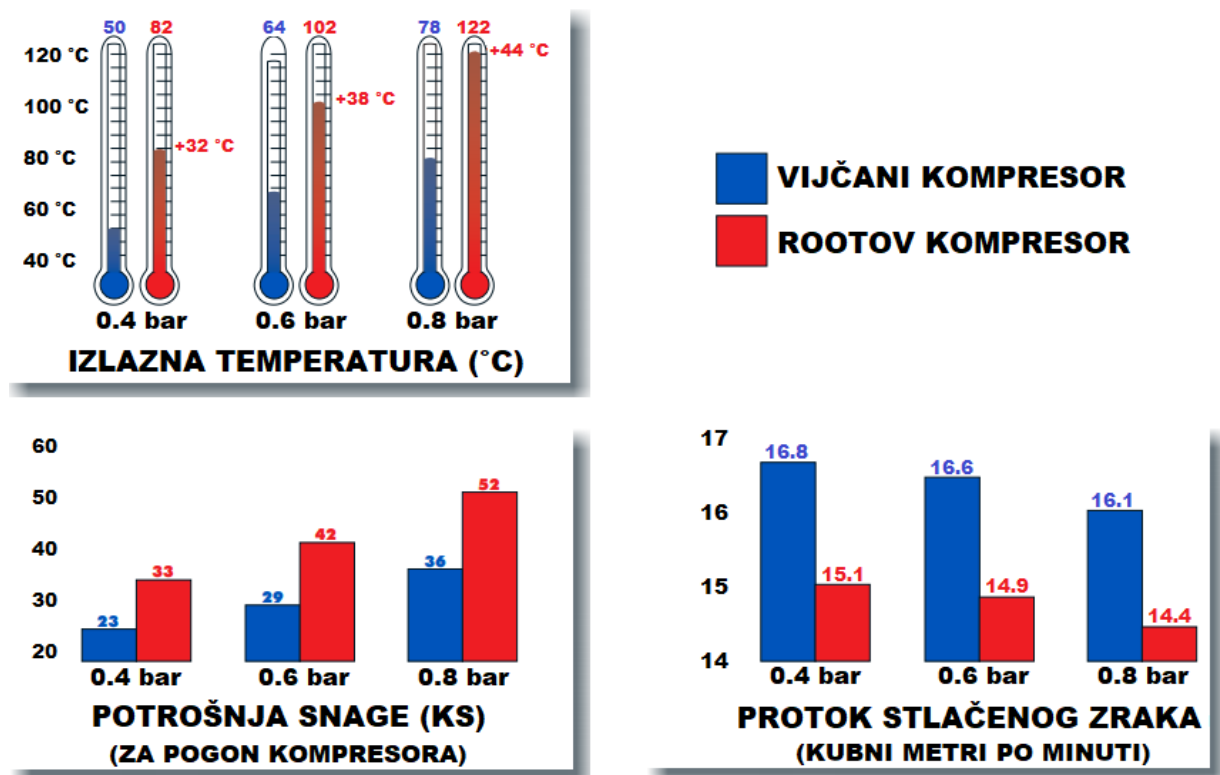 50 82 64 102 78 122
120 °C
100 °C
80 °C
60 °C
40 °C
+32 °C
+38 °C
+44 °C
0.4 bar 0.6 bar 0.8 bar
IZLAZNA TEMPERATURA (°C)
VIJČANI KOMPRESOR
ROOTOV KOMPRESOR
60
50
40
30
20
23 33 29 42 36 52
0.4 bar 0.6 bar 0.8 bar
POTROŠNJA SNAGE (KS)
(ZA POGON KOMPRESORA)
17
16
15
14
16.8 15.1 16.6 14.9 16.1 14.4
0.4 bar 0.6 bar 0.8 bar
PROTOK STLAČENOG ZRAKA
(KUBNI METRI PO MINUTI)